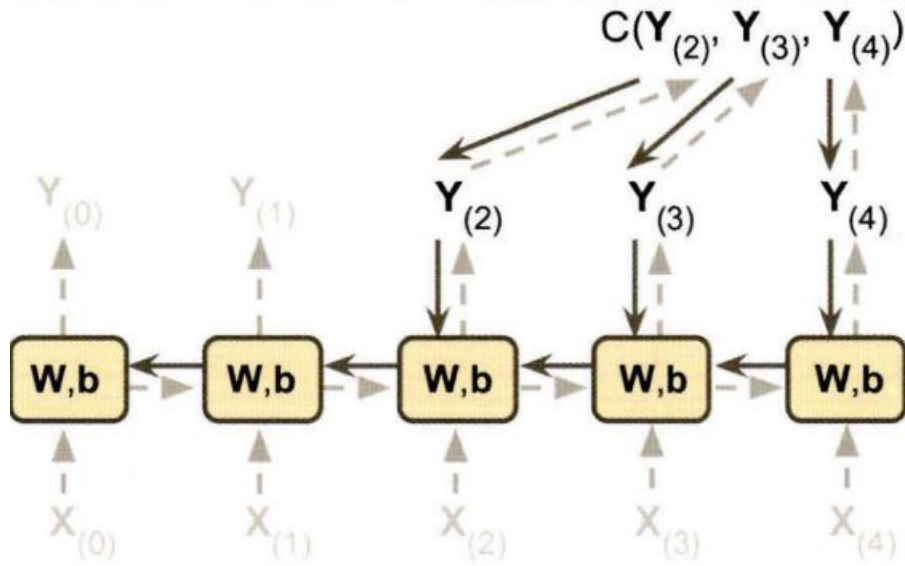 C(Y(2), Y(3), Y(4))
Y(0) Y(1) Y(2) Y(3) Y(4)
W,b W,b W,b W,b W,b
X(0) X(1) X(2) X(3) X(4)